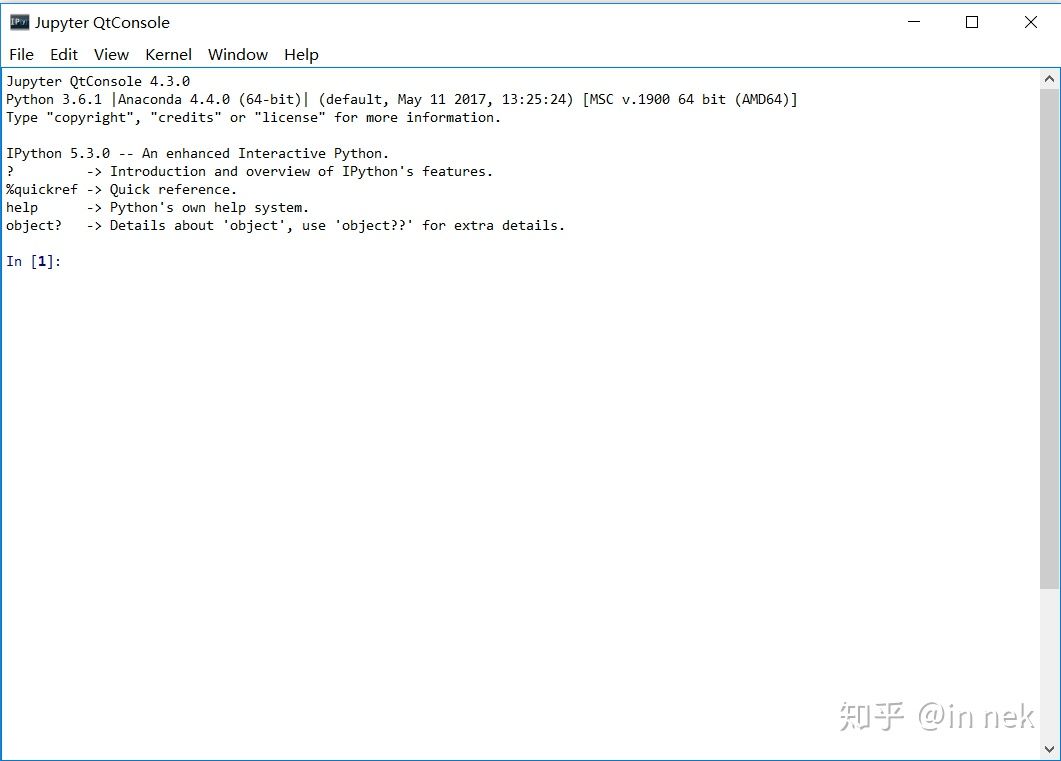 Jupyter QtConsole
File Edit View Kernel Window Help
Jupyter QtConsole 4.3.0
Python 3.6.1 |Anaconda 4.4.0 (64-bit)| (default, May 11 2017, 13:25:24) [MSC v.1900 64 bit (AMD64)]
Type "copyright", "credits" or "license" for more information.
IPython 5.3.0 -- An enhanced Interactive Python.
?         -> Introduction and overview of IPython's features.
%quickref -> Quick reference.
help      -> Python's own help system.
object?   -> Details about 'object', use 'object??' for extra details.
In [1]:
知乎 @in nek